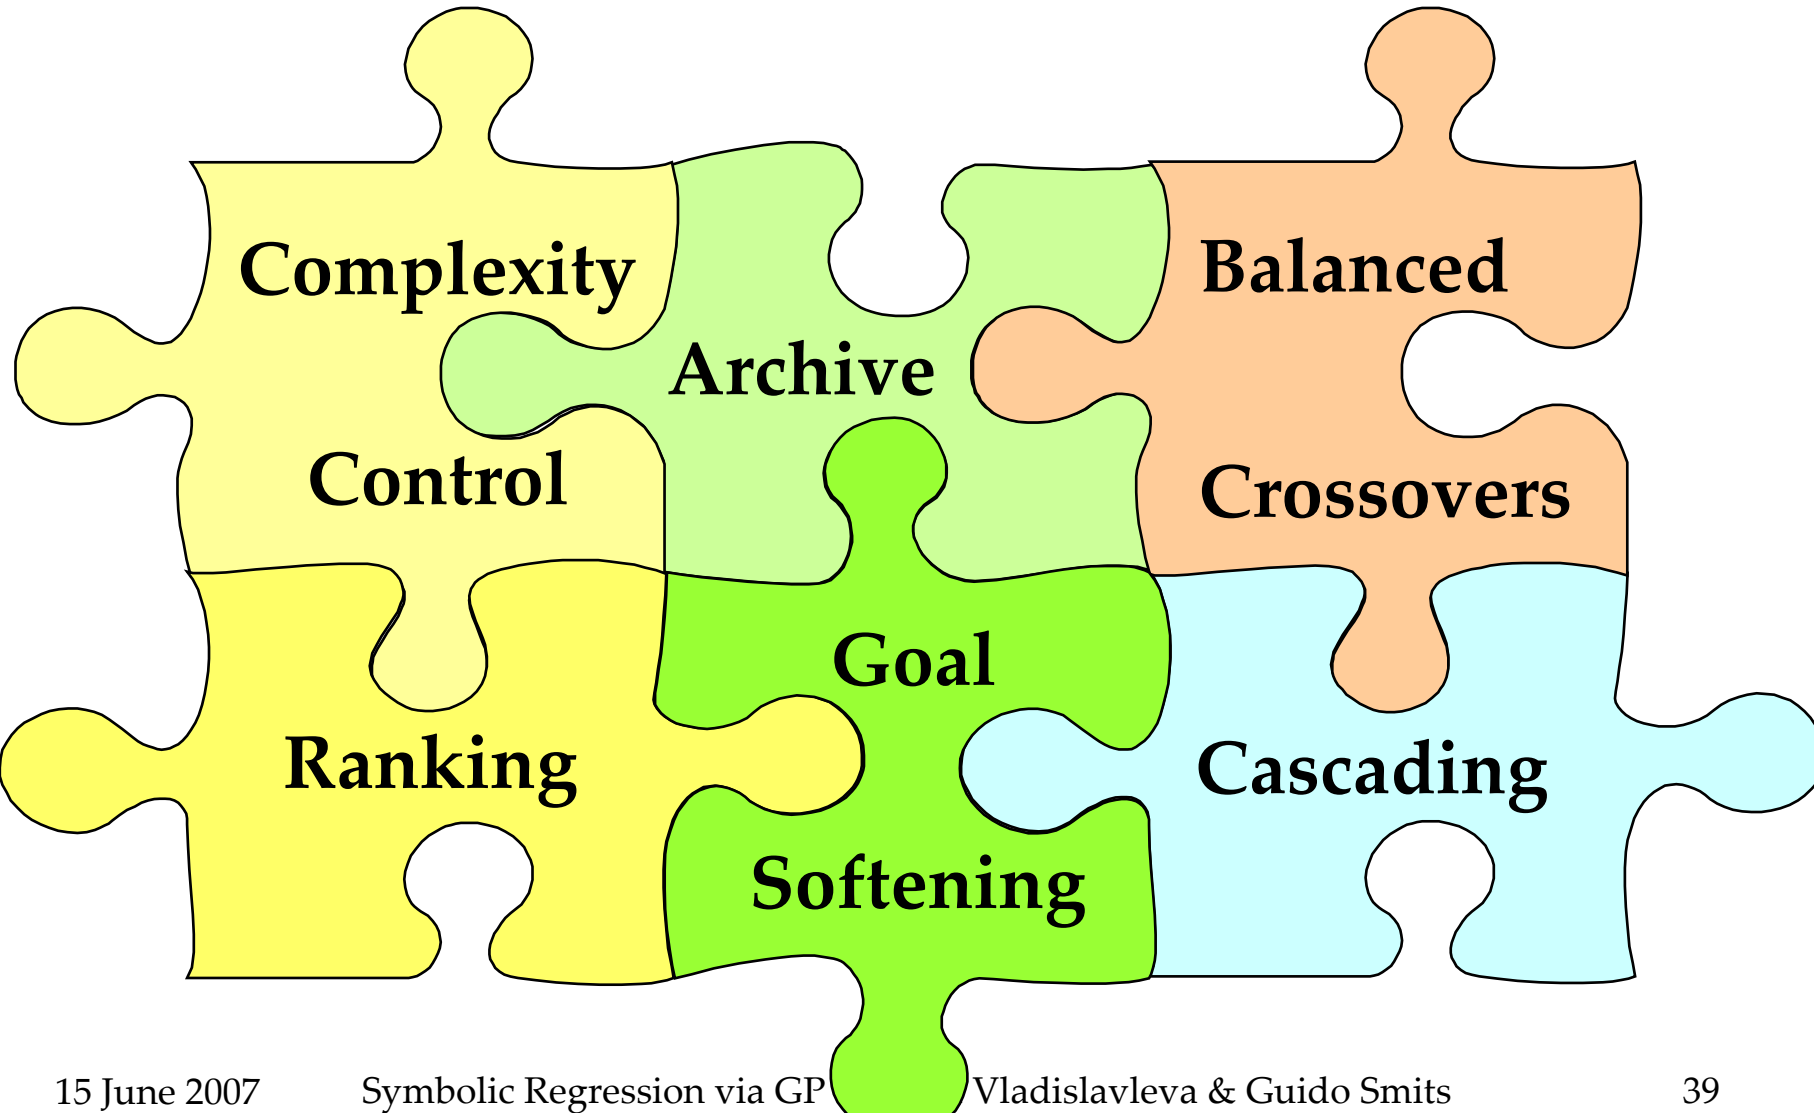 Complexity
Control
Archive
Balanced
Crossovers
Ranking
Goal
Softening
Cascading
15 June 2007 Symbolic Regression via GP Vladislavleva & Guido Smits 39